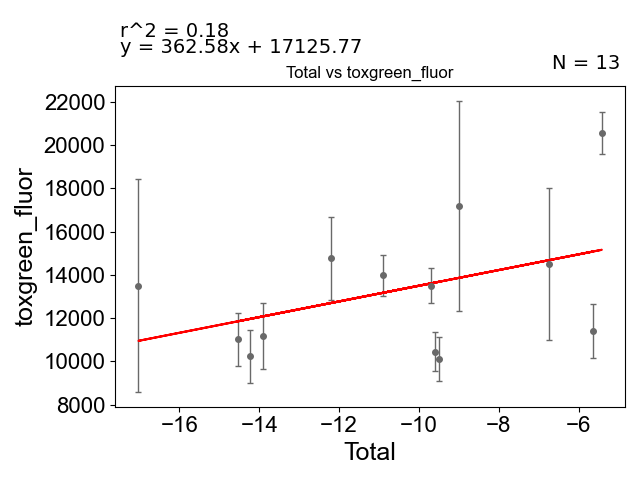 r^2 = 0.18
y = 362.58x + 17125.77
N = 13
Total vs toxgreen_fluor
22000
20000
18000
16000
14000
12000
10000
8000
toxgreen_fluor
−16
−14
−12
−10
−8
−6
Total